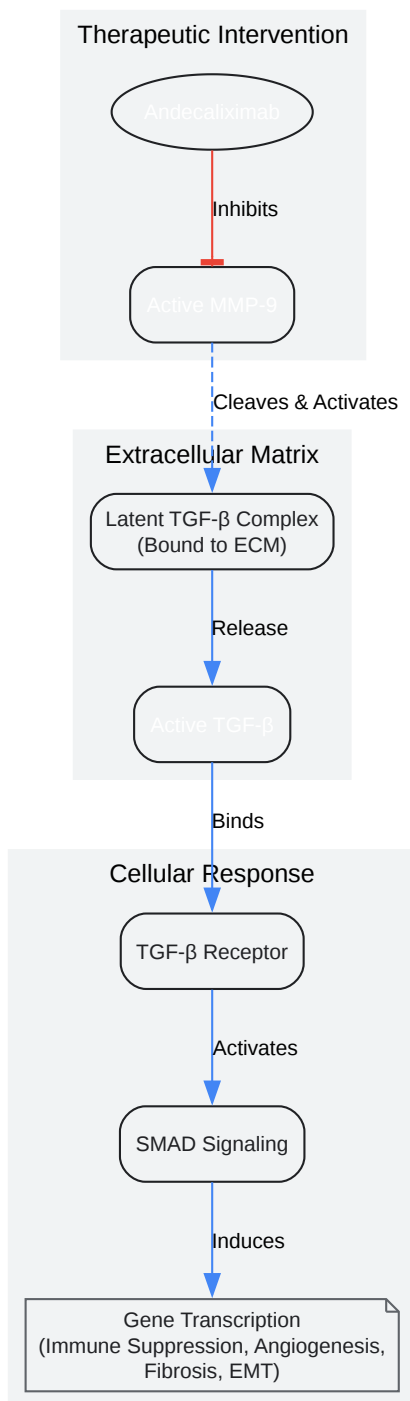 Therapeutic Intervention
Andecaliximab
Inhibits
Active MMP-9
Cleaves & Activates
Extracellular Matrix
Latent TGF-β Complex
(Bound to ECM)
Release
Active TGF-β
Binds
Cellular Response
TGF-β Receptor
Activates
SMAD Signaling
Induces
Gene Transcription
(Immune Suppression, Angiogenesis,
Fibrosis, EMT)